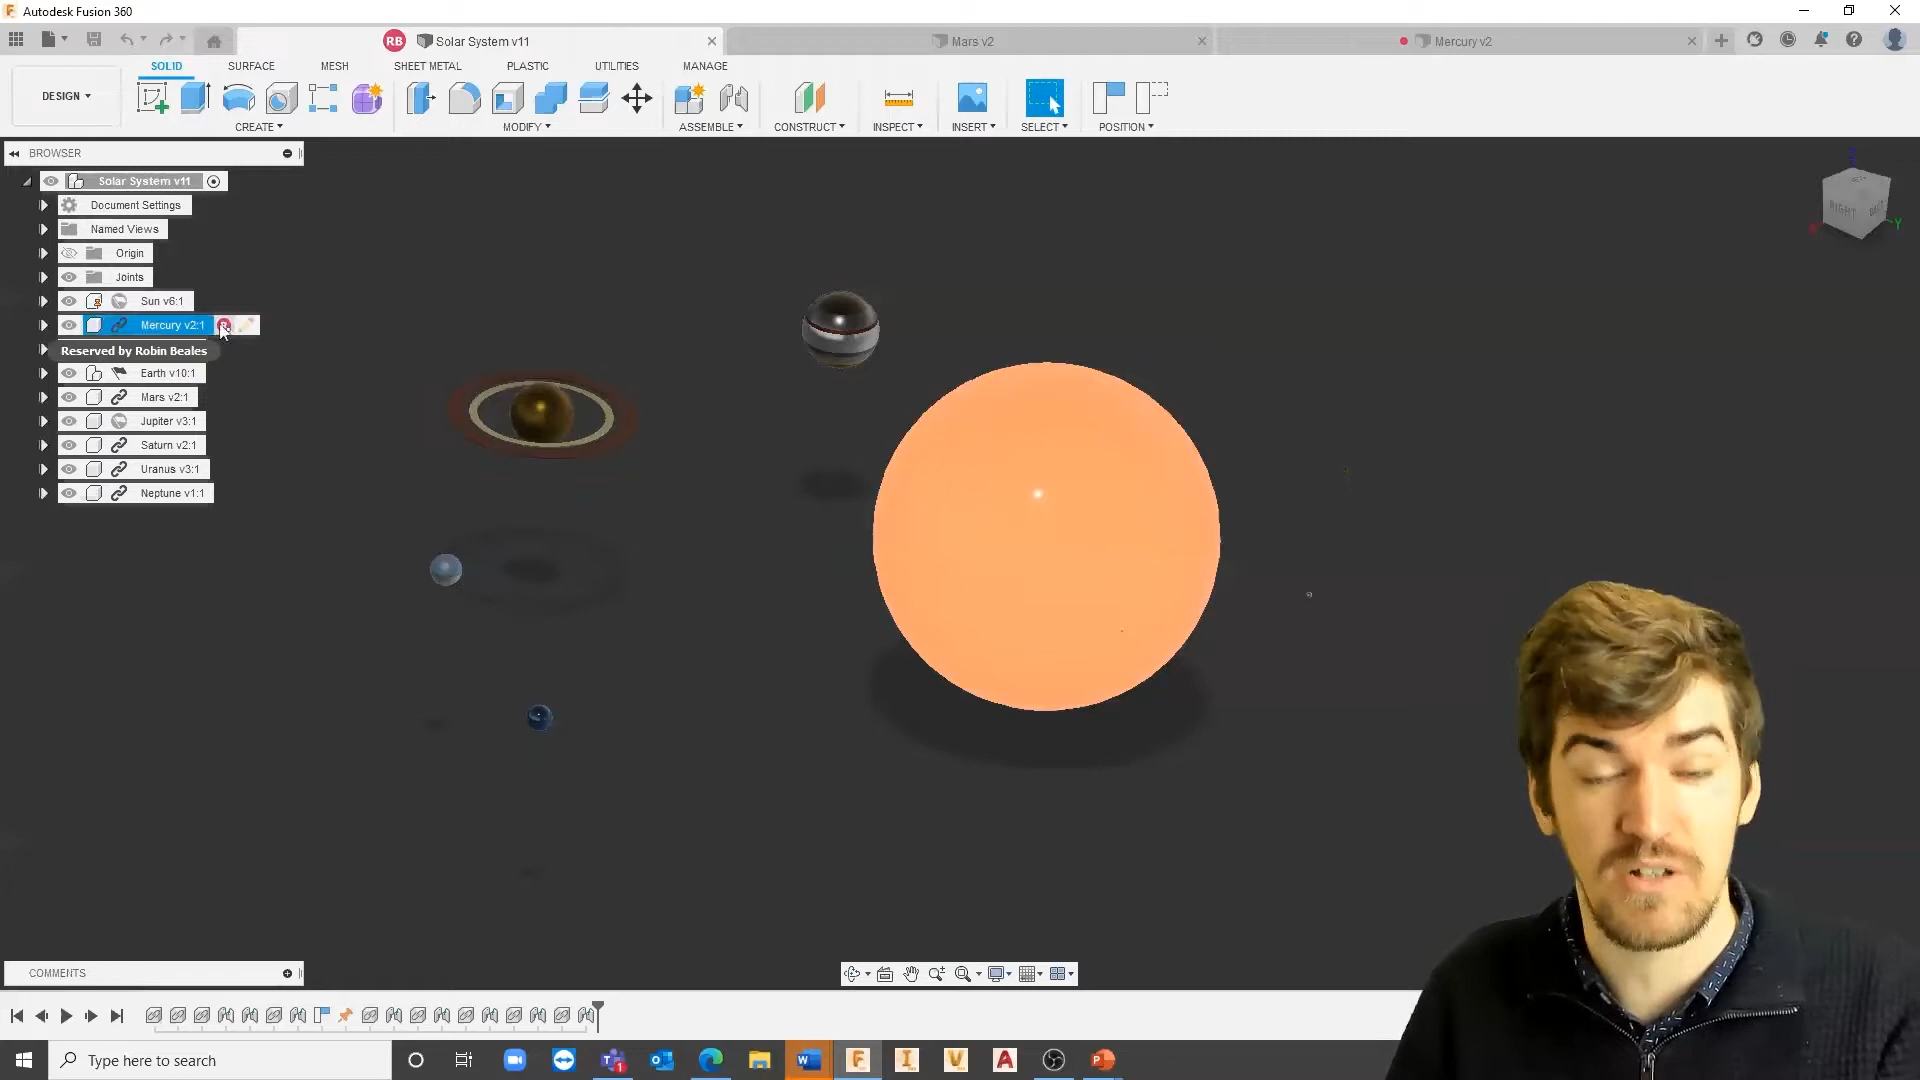 Autodesk Fusion 360
RB Solar System v11
Mars v2
Mercury v2
SOLID SURFACE MESH SHEET METAL PLASTIC UTILITIES MANAGE
DESIGN
CREATE MODIFY ASSEMBLE CONSTRUCT INSPECT INSERT SELECT POSITION
BROWSER
Solar System v11
Document Settings
Named Views
Origin
Joints
Sun v6:1
Mercury v2:1
Reserved by Robin Beales
Earth v10:1
Mars v2:1
Jupiter v3:1
Saturn v2:1
Uranus v3:1
Neptune v1:1
Z
RIGHT
Y
COMMENTS
Type here to search